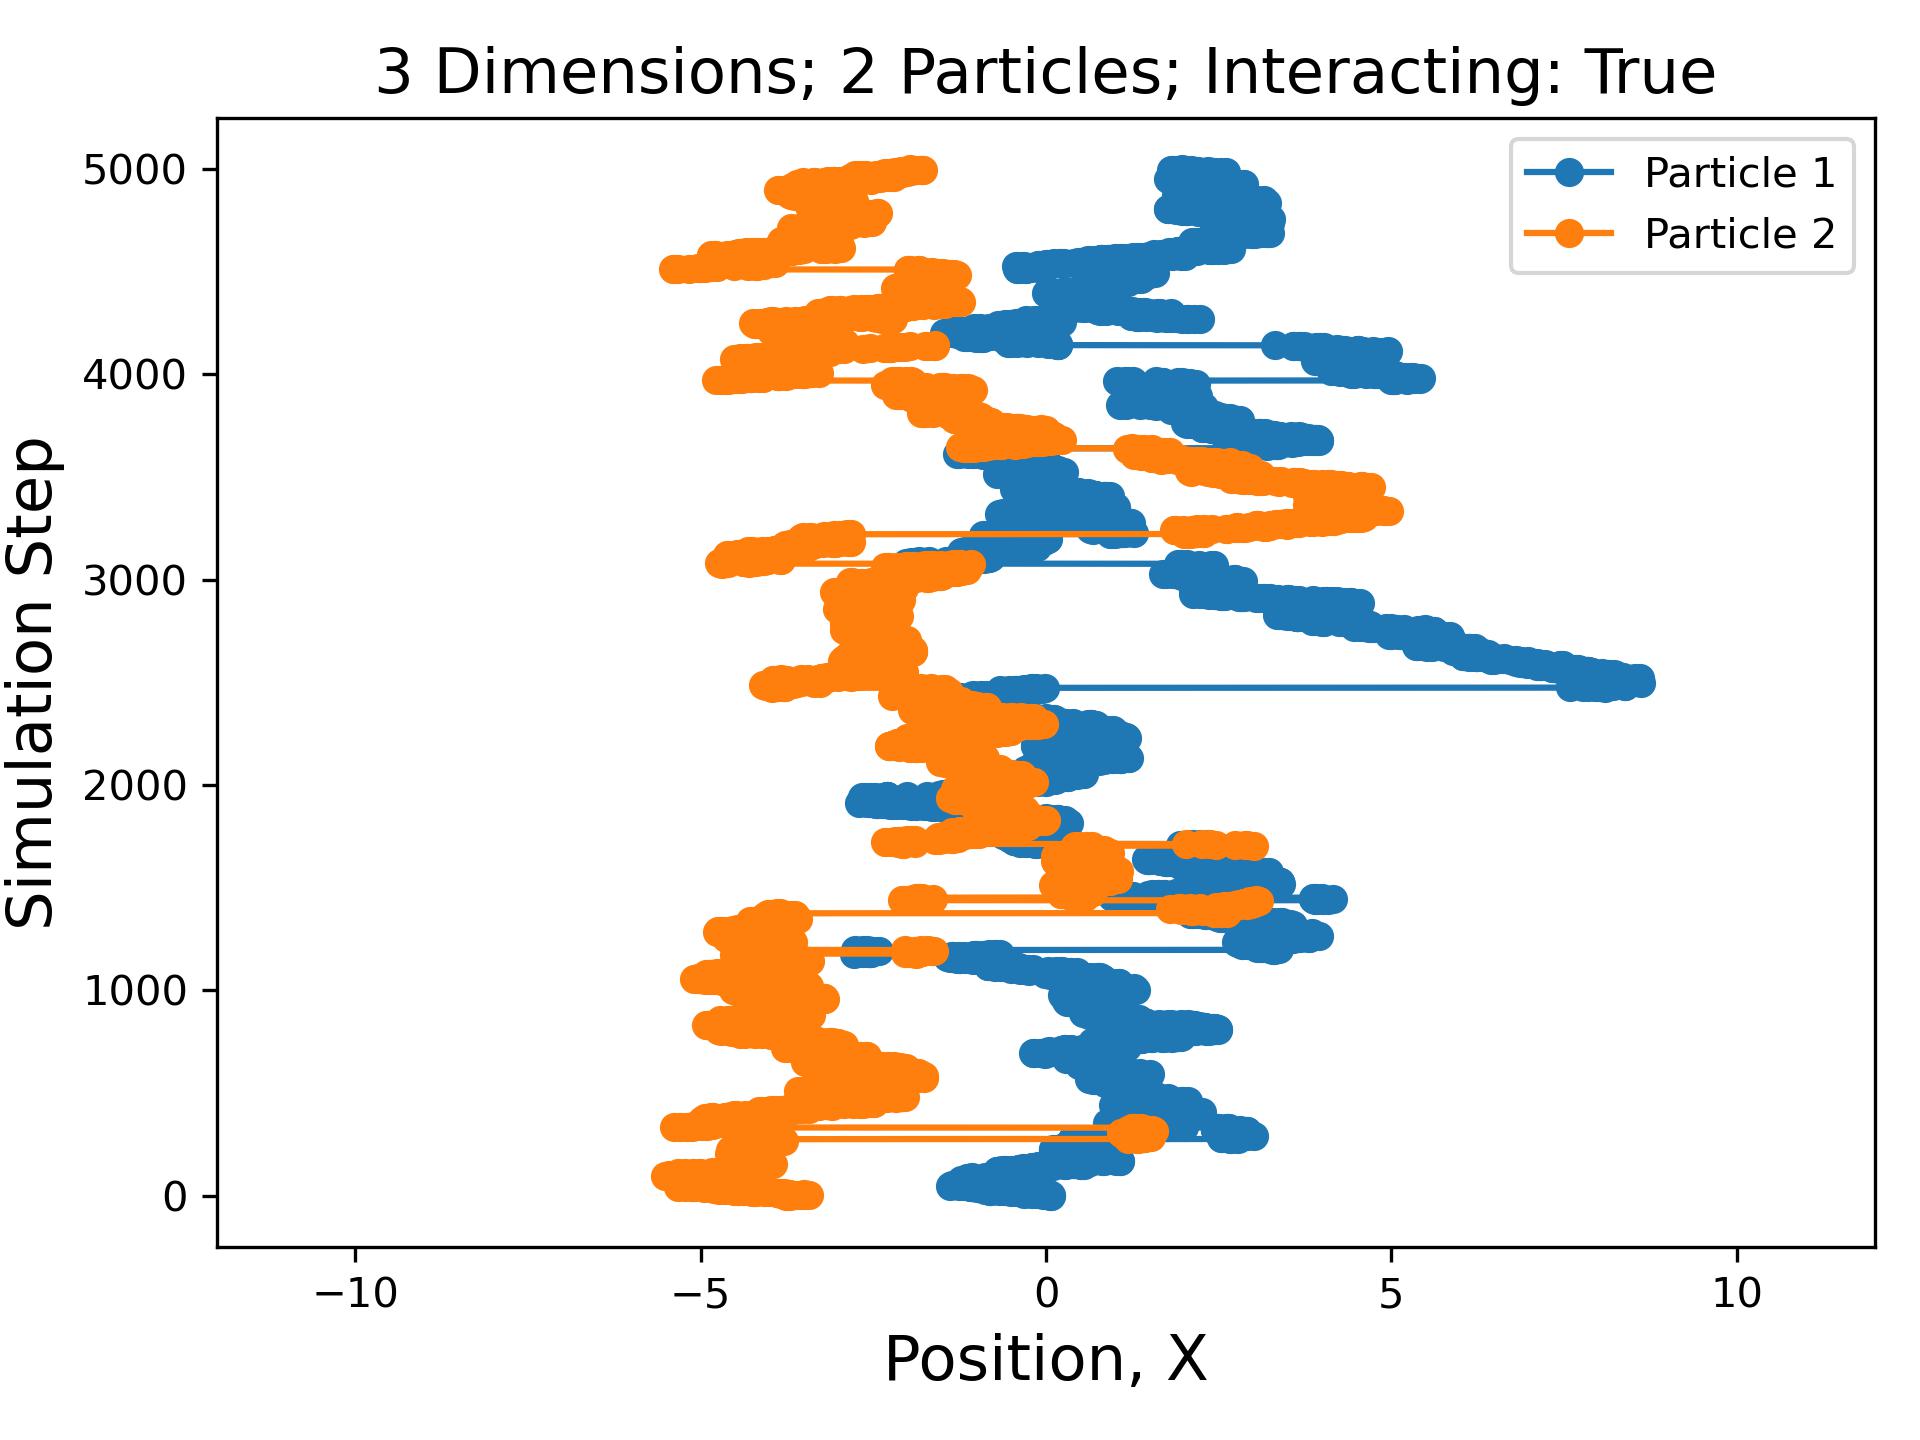 3 Dimensions; 2 Particles; Interacting: True
Particle 1
Particle 2
Simulation Step
5000
4000
3000
2000
1000
0
−10
−5
0
5
10
Position, X